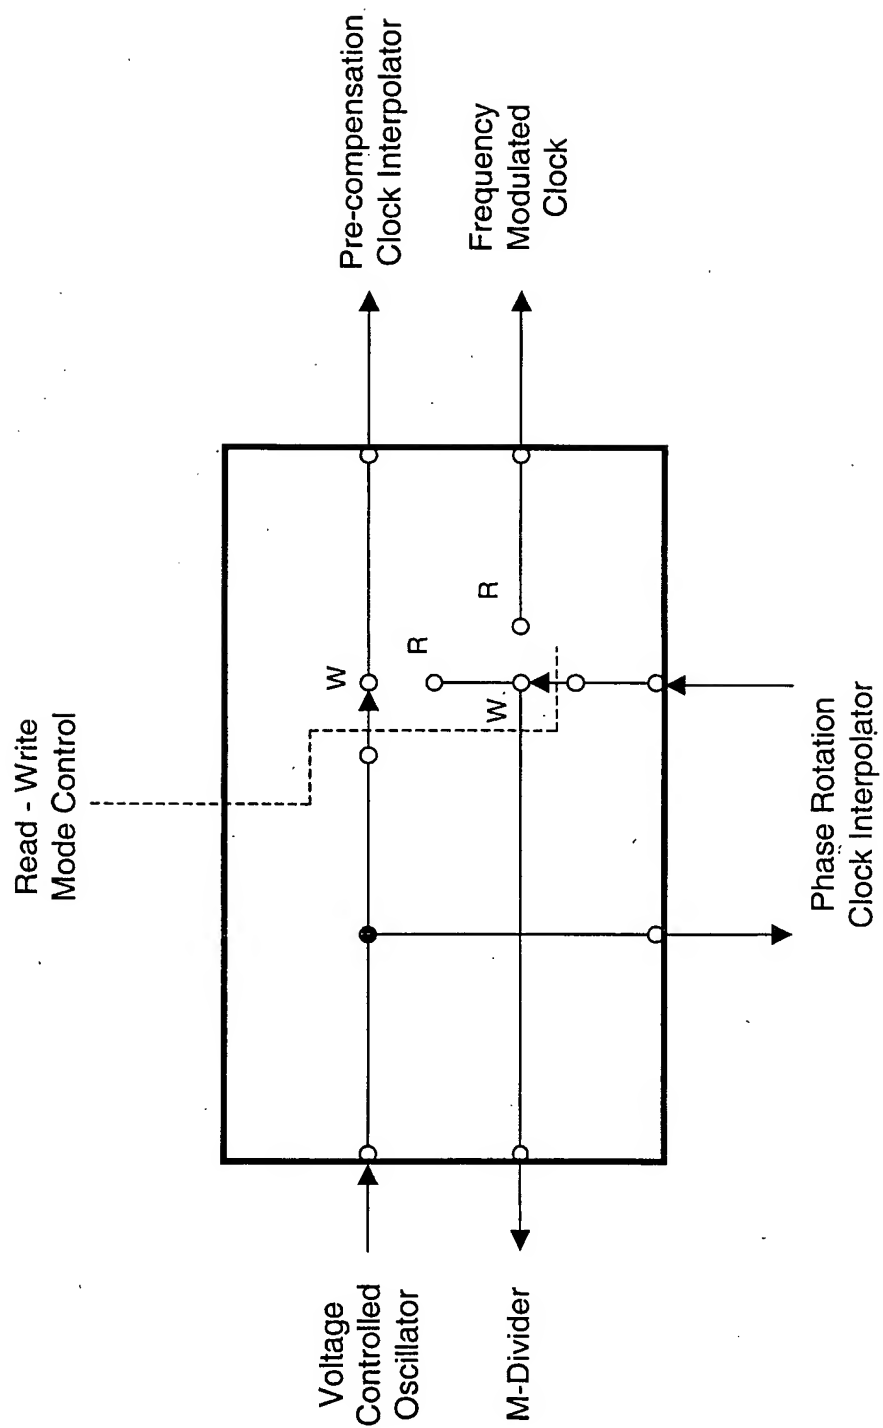 Read - Write
Mode Control
Voltage
Controlled
Oscillator
W
Pre-compensation
Clock Interpolator
R
M-Divider
W
R
Frequency
Modulated
Clock
Phase Rotation
Clock Interpolator